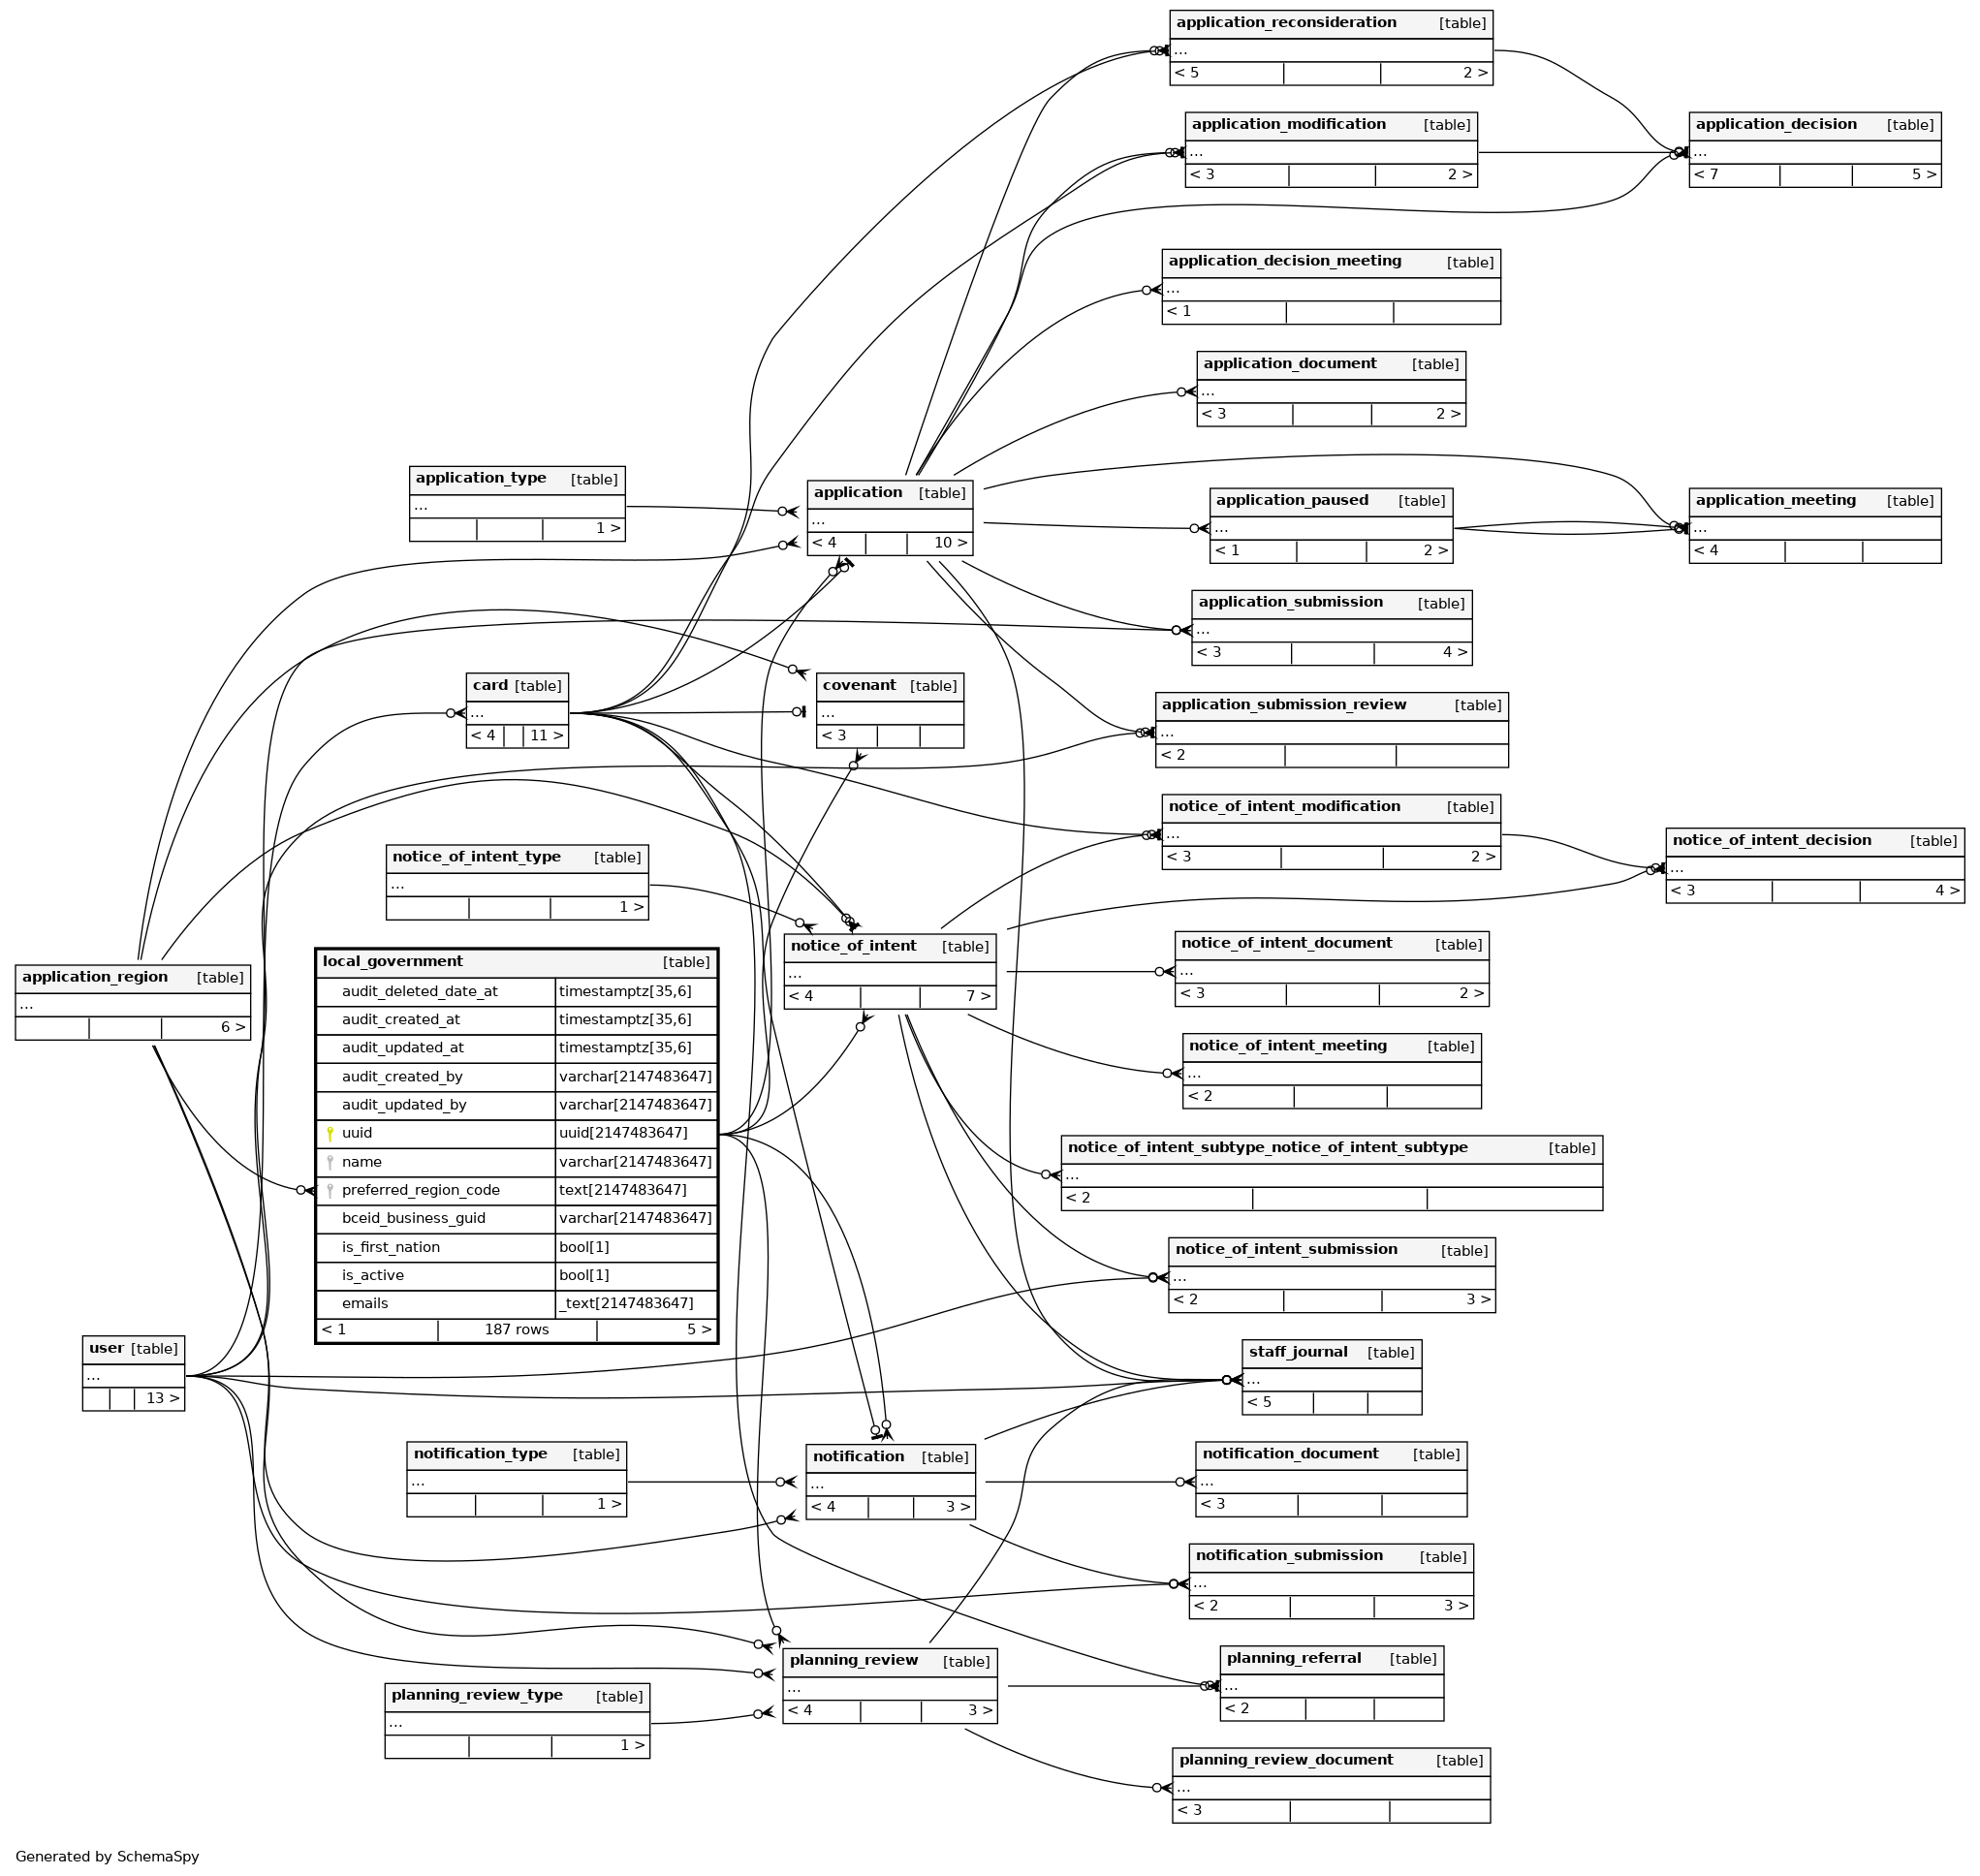 application_reconsideration [table]
...
< 5 2 >
application_modification [table]
...
< 3 2 >
application_decision [table]
...
< 7 5 >
application_decision_meeting [table]
...
< 1
application_document [table]
...
< 3 2 >
application_type [table]
...
1 >
application [table]
...
< 4 10 >
application_paused [table]
...
< 1 2 >
application_meeting [table]
...
< 4
application_submission [table]
...
< 3 4 >
card [table]
...
< 4 11 >
covenant [table]
...
< 3
application_submission_review [table]
...
< 2
notice_of_intent_modification [table]
...
< 3 2 >
notice_of_intent_decision [table]
...
< 3 4 >
notice_of_intent_type [table]
...
1 >
notice_of_intent [table]
...
< 4 7 >
notice_of_intent_document [table]
...
< 3 2 >
application_region [table]
...
6 >
local_government [table]
audit_deleted_date_at timestamptz[35,6]
audit_created_at timestamptz[35,6]
audit_updated_at timestamptz[35,6]
audit_created_by varchar[2147483647]
audit_updated_by varchar[2147483647]
uuid uuid[2147483647]
name varchar[2147483647]
preferred_region_code text[2147483647]
bceid_business_guid varchar[2147483647]
is_first_nation bool[1]
is_active bool[1]
emails _text[2147483647]
< 1 187 rows 5 >
notice_of_intent_meeting [table]
...
< 2
notice_of_intent_subtype_notice_of_intent_subtype [table]
...
< 2
notice_of_intent_submission [table]
...
< 2 3 >
user [table]
...
13 >
staff_journal [table]
...
< 5
notification_type [table]
...
1 >
notification [table]
...
< 4 3 >
notification_document [table]
...
< 3
notification_submission [table]
...
< 2 3 >
planning_review [table]
...
< 4 3 >
planning_referral [table]
...
< 2
planning_review_type [table]
...
1 >
planning_review_document [table]
...
< 3
Generated by SchemaSpy